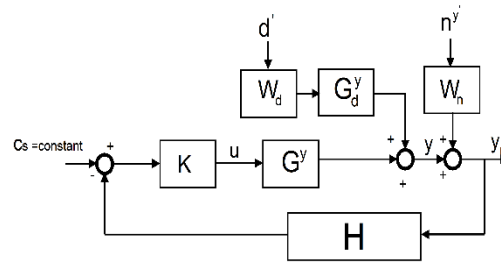 d'
n^y'
W_d
G_d^y
W_n
Cs =constant
+
-
K
u
G^y
+
+
y
+
+
y
H